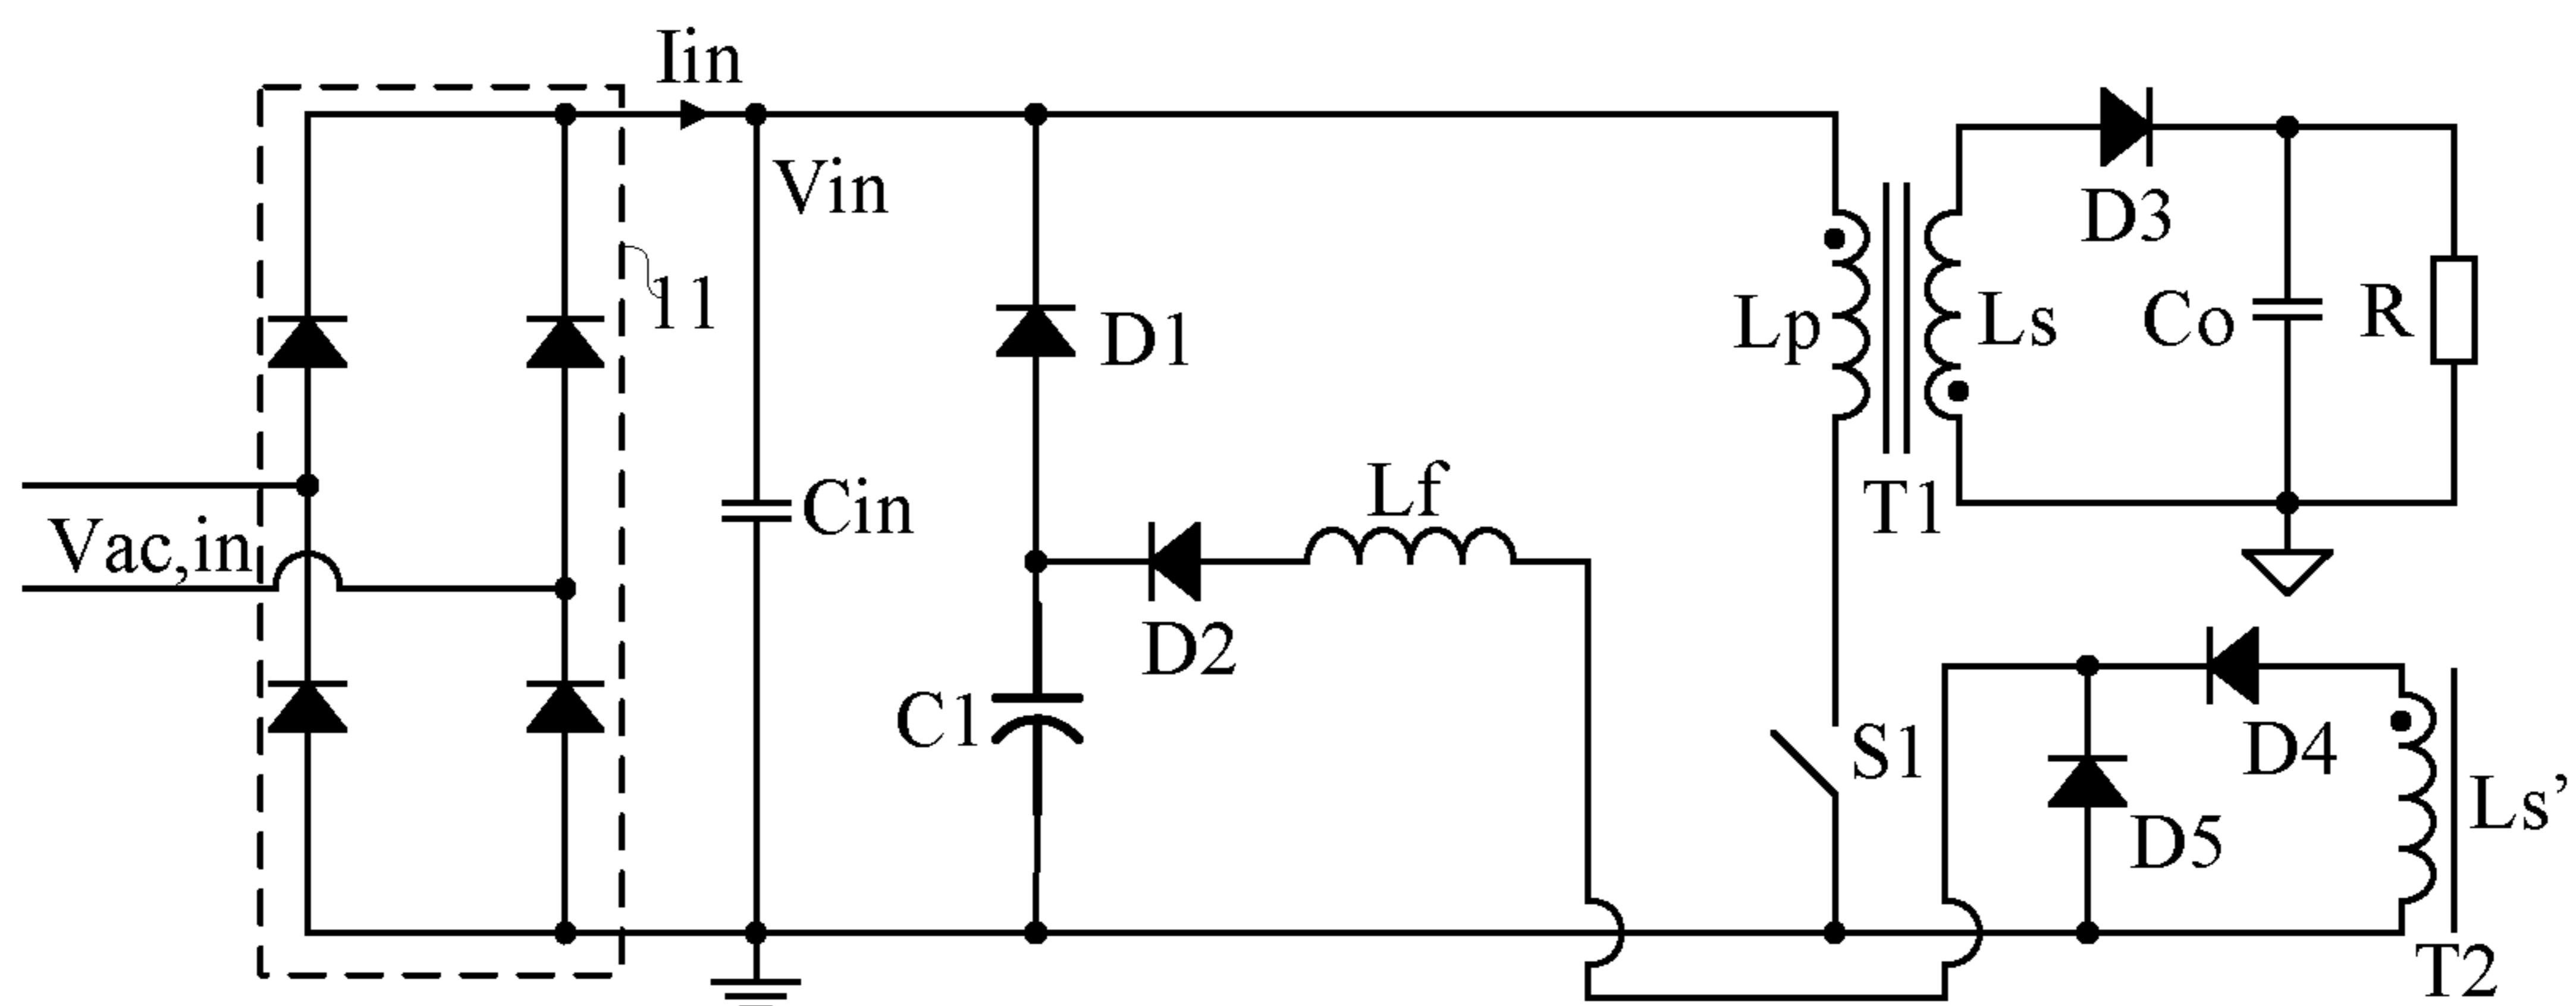 Iin
Vin
11
D3
D1
Lp
Ls
Co
R
Lf
T1
Cin
Vac,in
D2
C1
S1
D4
Ls’
D5
T2